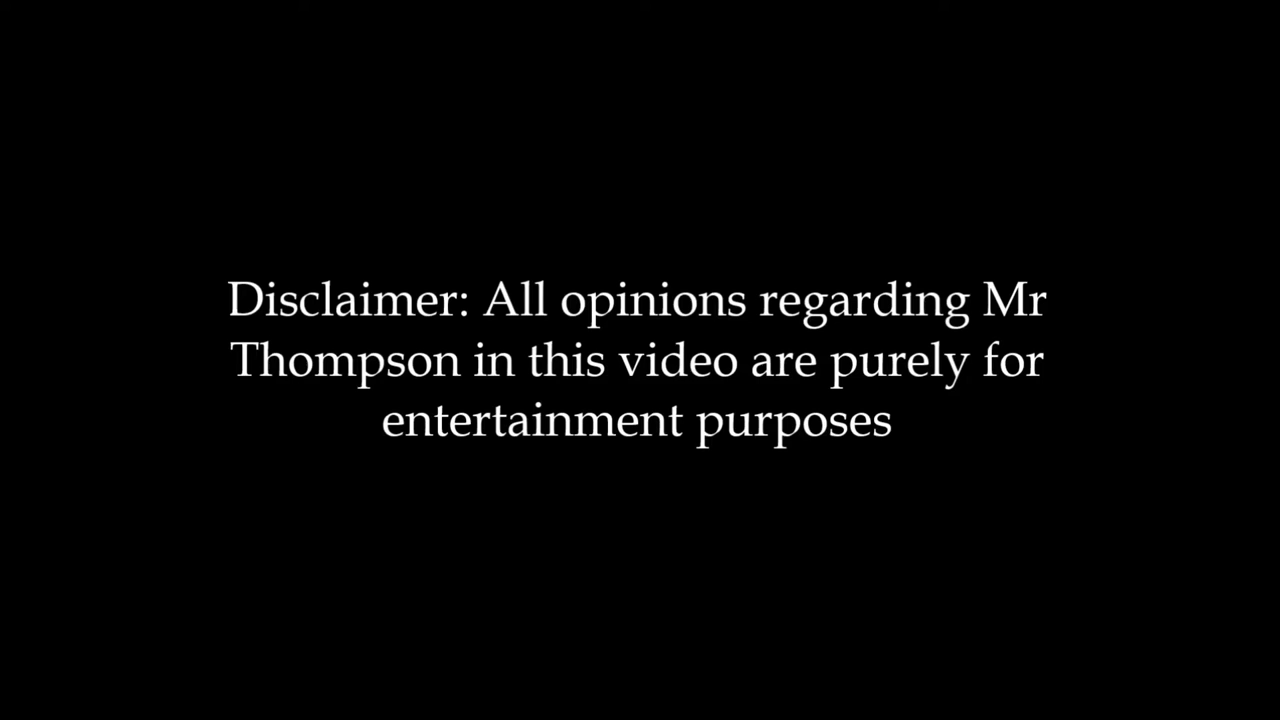 Disclaimer: All opinions regarding Mr
Thompson in this video are purely for
entertainment purposes